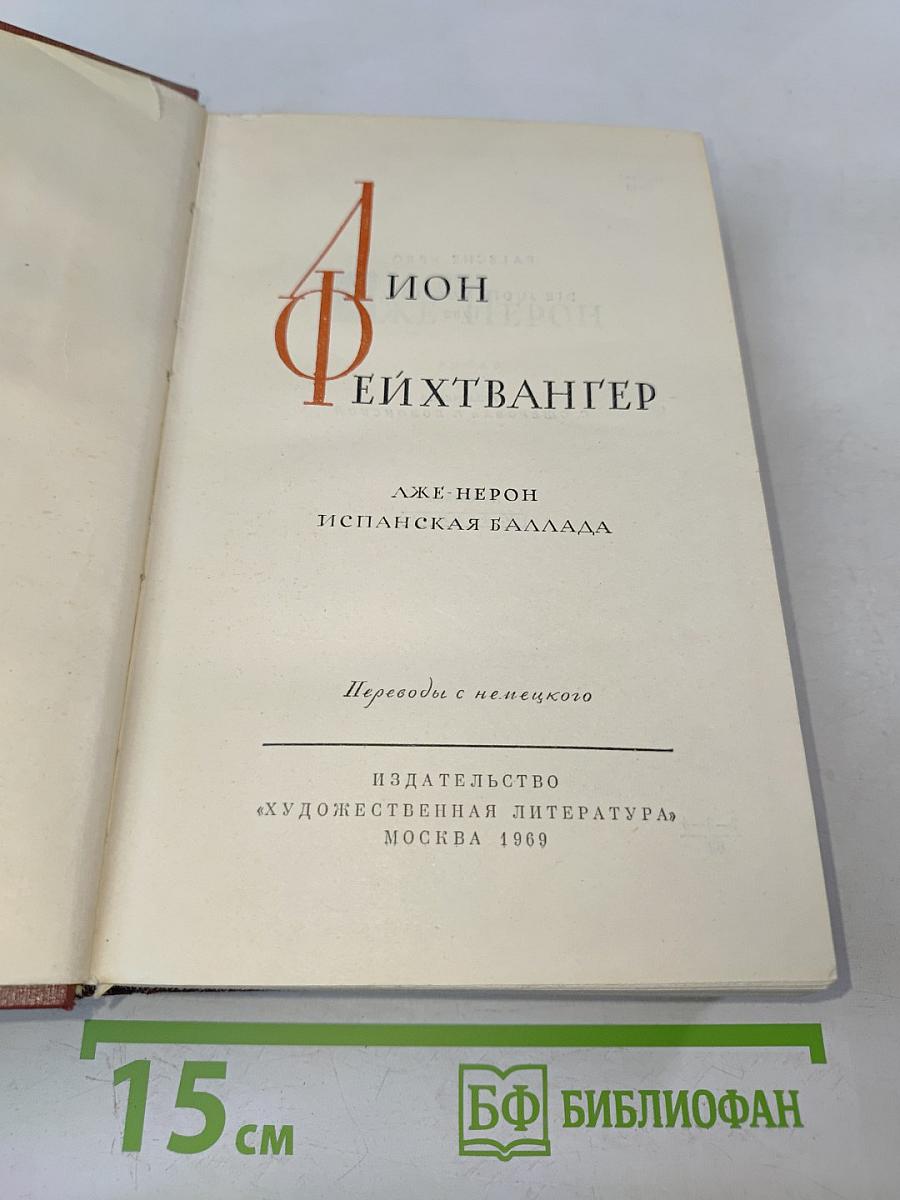 ЛИОН
ФЕЙХТВАНГЕР
ЛЖЕ-НЕРОН
ИСПАНСКАЯ БАЛЛАДА
Переводы с немецкого
ИЗДАТЕЛЬСТВО
«ХУДОЖЕСТВЕННАЯ ЛИТЕРАТУРА»
МОСКВА 1969
15 см
БФ БИБЛИОФАН